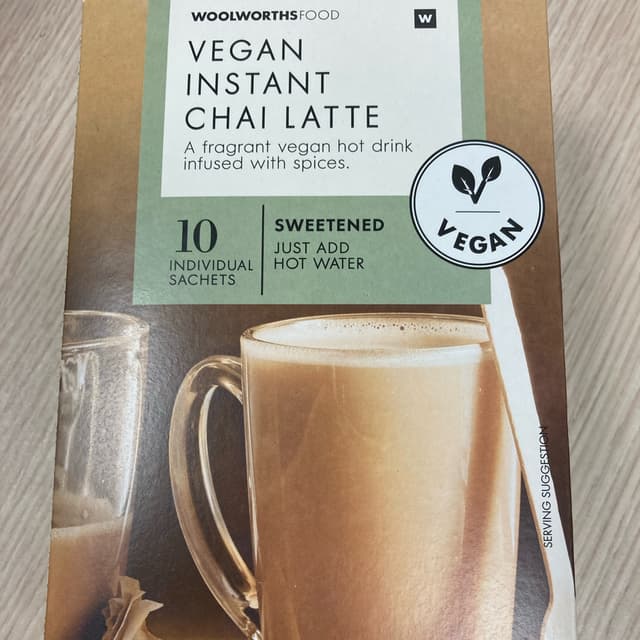 WOOLWORTHSFOOD
W
VEGAN
INSTANT
CHAI LATTE
A fragrant vegan hot drink
infused with spices.
VEGAN
10
INDIVIDUAL
SACHETS
SWEETENED
JUST ADD
HOT WATER
SERVING SUGGESTION